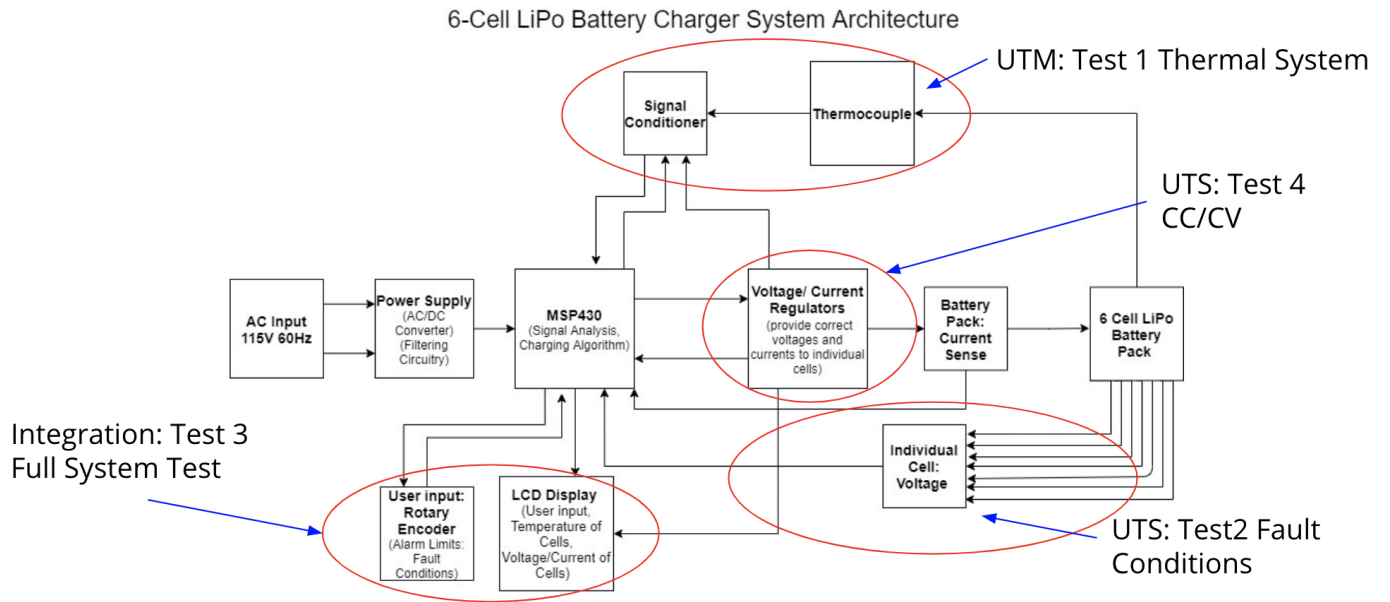 6-Cell LiPo Battery Charger System Architecture
UTM: Test 1 Thermal System
Signal
Conditioner
Thermocouple
UTS: Test 4
CC/CV
AC Input
115V 60Hz
Power Supply
(AC/DC
Converter)
(Filtering
Circuitry)
MSP430
(Signal Analysis,
Charging Algorithm)
Voltage/ Current
Regulators
(provide correct
voltages and
currents to individual
cells)
Battery
Pack:
Current
Sense
6 Cell LiPo
Battery
Pack
Integration: Test 3
Full System Test
User input:
Rotary
Encoder
(Alarm Limits:
Fault
Conditions)
LCD Display
(User input,
Temperature of
Cells,
Voltage/Current of
Cells)
Individual
Cell:
Voltage
UTS: Test2 Fault
Conditions